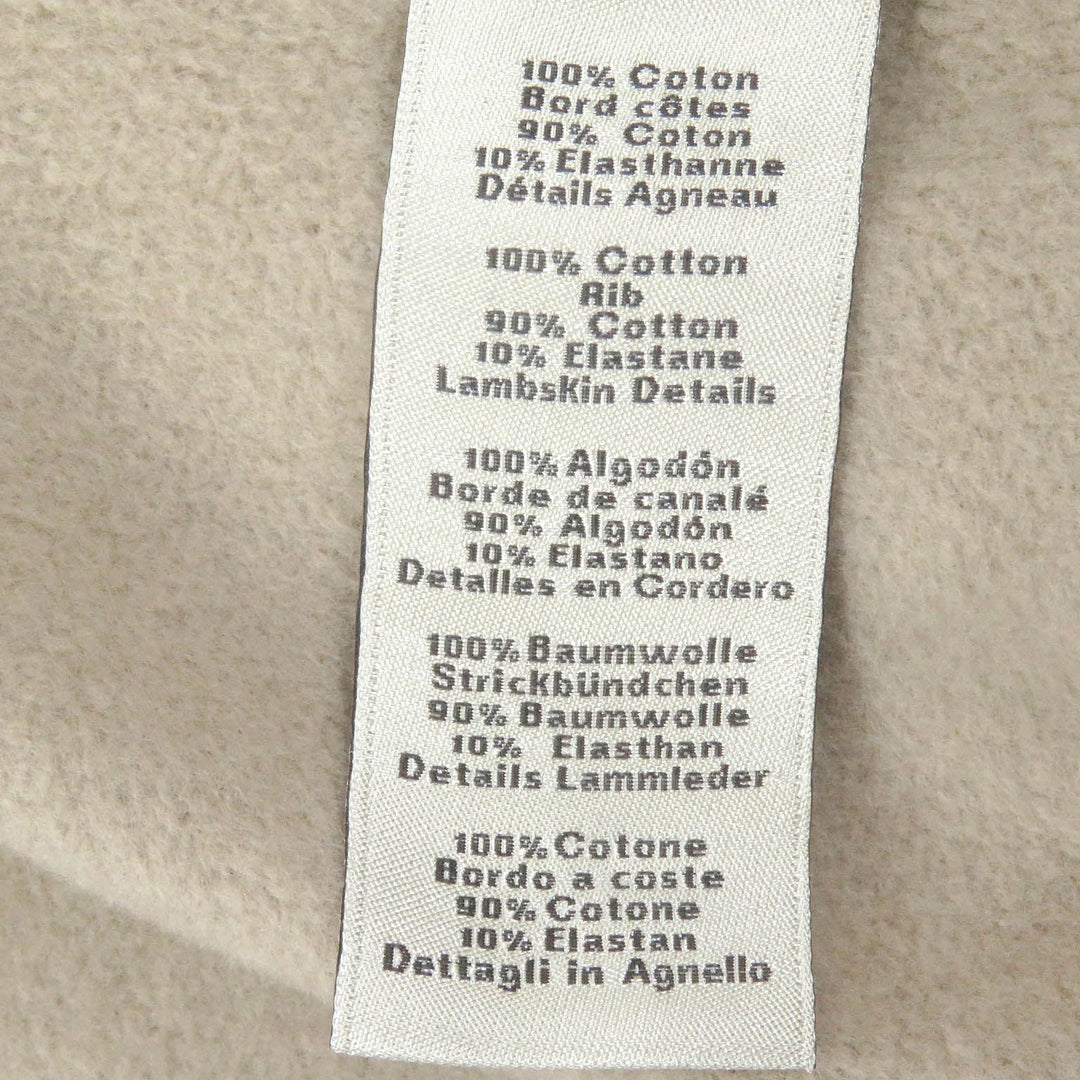 100% Coton
Bord côtes
90% Coton
10% Elasthanne
Détails Agneau
100% Cotton
Rib
90% Cotton
10% Elastane
LambsKin Details
100% Algodón
Borde de canalé
90% Algodón
10% Elastano
Detalles en Cordero
100% Baumwolle
StricKbündchen
90% Baumwolle
10% Elasthan
Details Lammleder
100% Cotone
Bordo a coste
90% Cotone
10% Elastan
Dettagli in Agnello